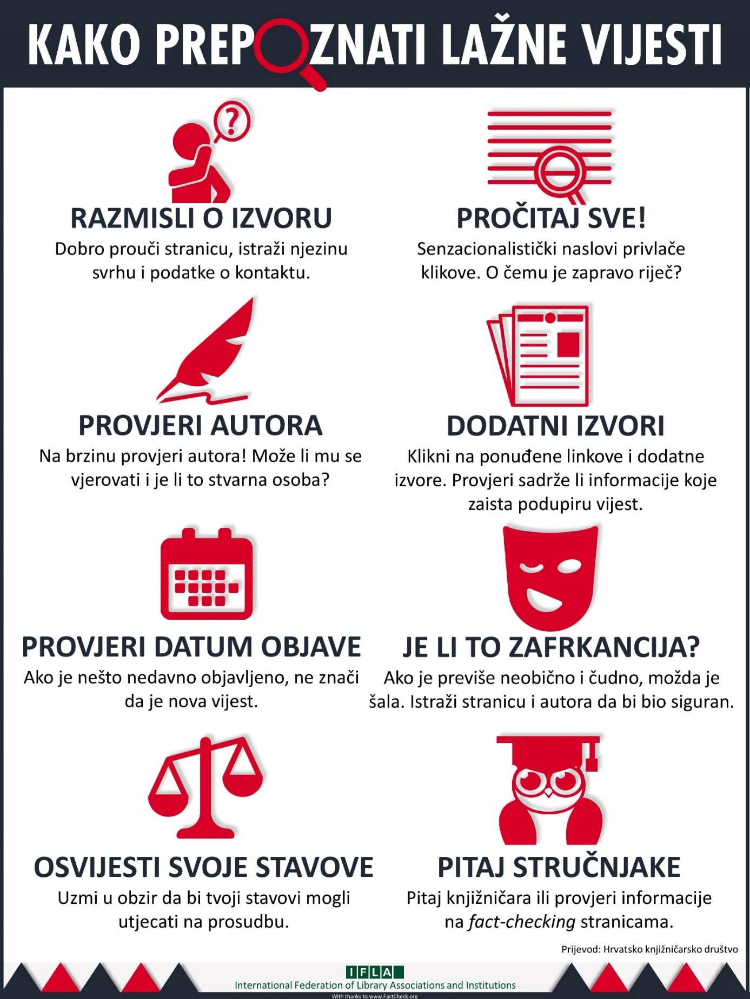 KAKO PREPOZNATI LAŽNE VIJESTI
RAZMISLI O IZVORU
Dobro prouči stranicu, istraži njezinu
svrhu i podatke o kontaktu.
PROČITAJ SVE!
Senzacionalistički naslovi privlače
klikove. O čemu je zapravo riječ?
PROVJERI AUTORA
Na brzinu provjeri autora! Može li mu se
vjerovati i je li to stvarna osoba?
DODATNI IZVORI
Klikni na ponuđene linkove i dodatne
izvore. Provjeri sadrže li informacije koje
zaista podupiru vijest.
PROVJERI DATUM OBJAVE
Ako je nešto nedavno objavljeno, ne znači
da je nova vijest.
JE LI TO ZAFRKANCIJA?
Ako je previše neobično i čudno, možda je
šala. Istraži stranicu i autora da bi bio siguran.
OSVIJESTI SVOJE STAVOVE
Uzmi u obzir da bi tvoji stavovi mogli
utjecati na prosudbu.
PITAJ STRUČNJAKE
Pitaj knjižničara ili provjeri informacije
na fact-checking stranicama.
Prijevod: Hrvatsko knjižničarsko društvo
IFLA
International Federation of Library Associations and Institutions
With thanks to www.FactCheck.org